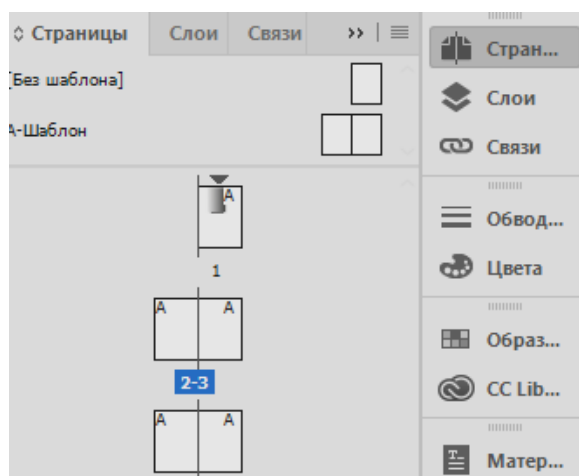 Страницы
Слои
Связи
[Без шаблона]
А-Шаблон
A
1
A A
2-3
A A
Стран...
Слои
Связи
Обвод...
Цвета
Образ...
CC Lib...
Матер...